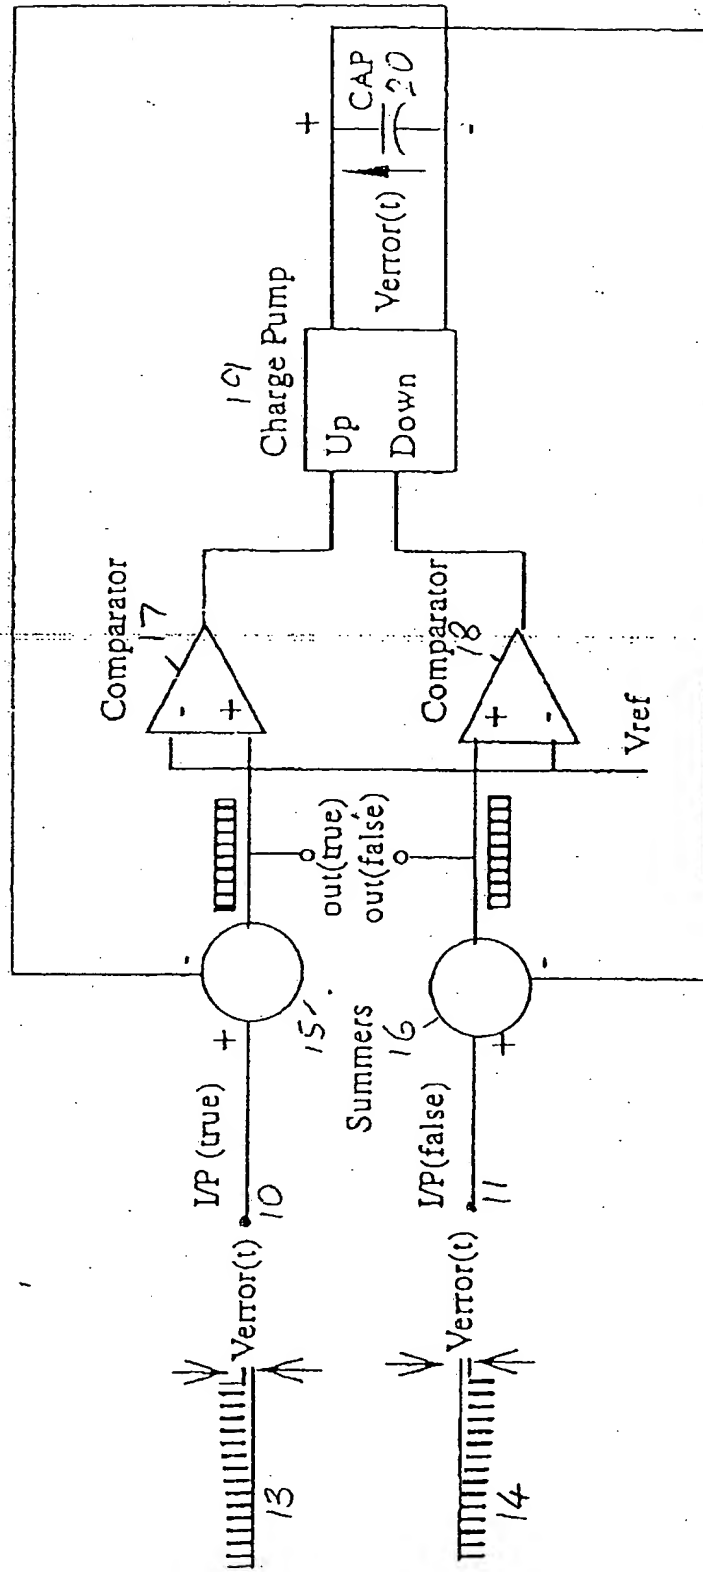 13
Verror(t)
10
I/P (true)
+
-
15
Comparator
17
-
+
19
Charge Pump
Up
Down
+
CAP
20
Verror(t)
-
out(true)
out(false)
Summers
16
14
Verror(t)
11
I/P(false)
+
-
Comparator
18
+
-
Vref